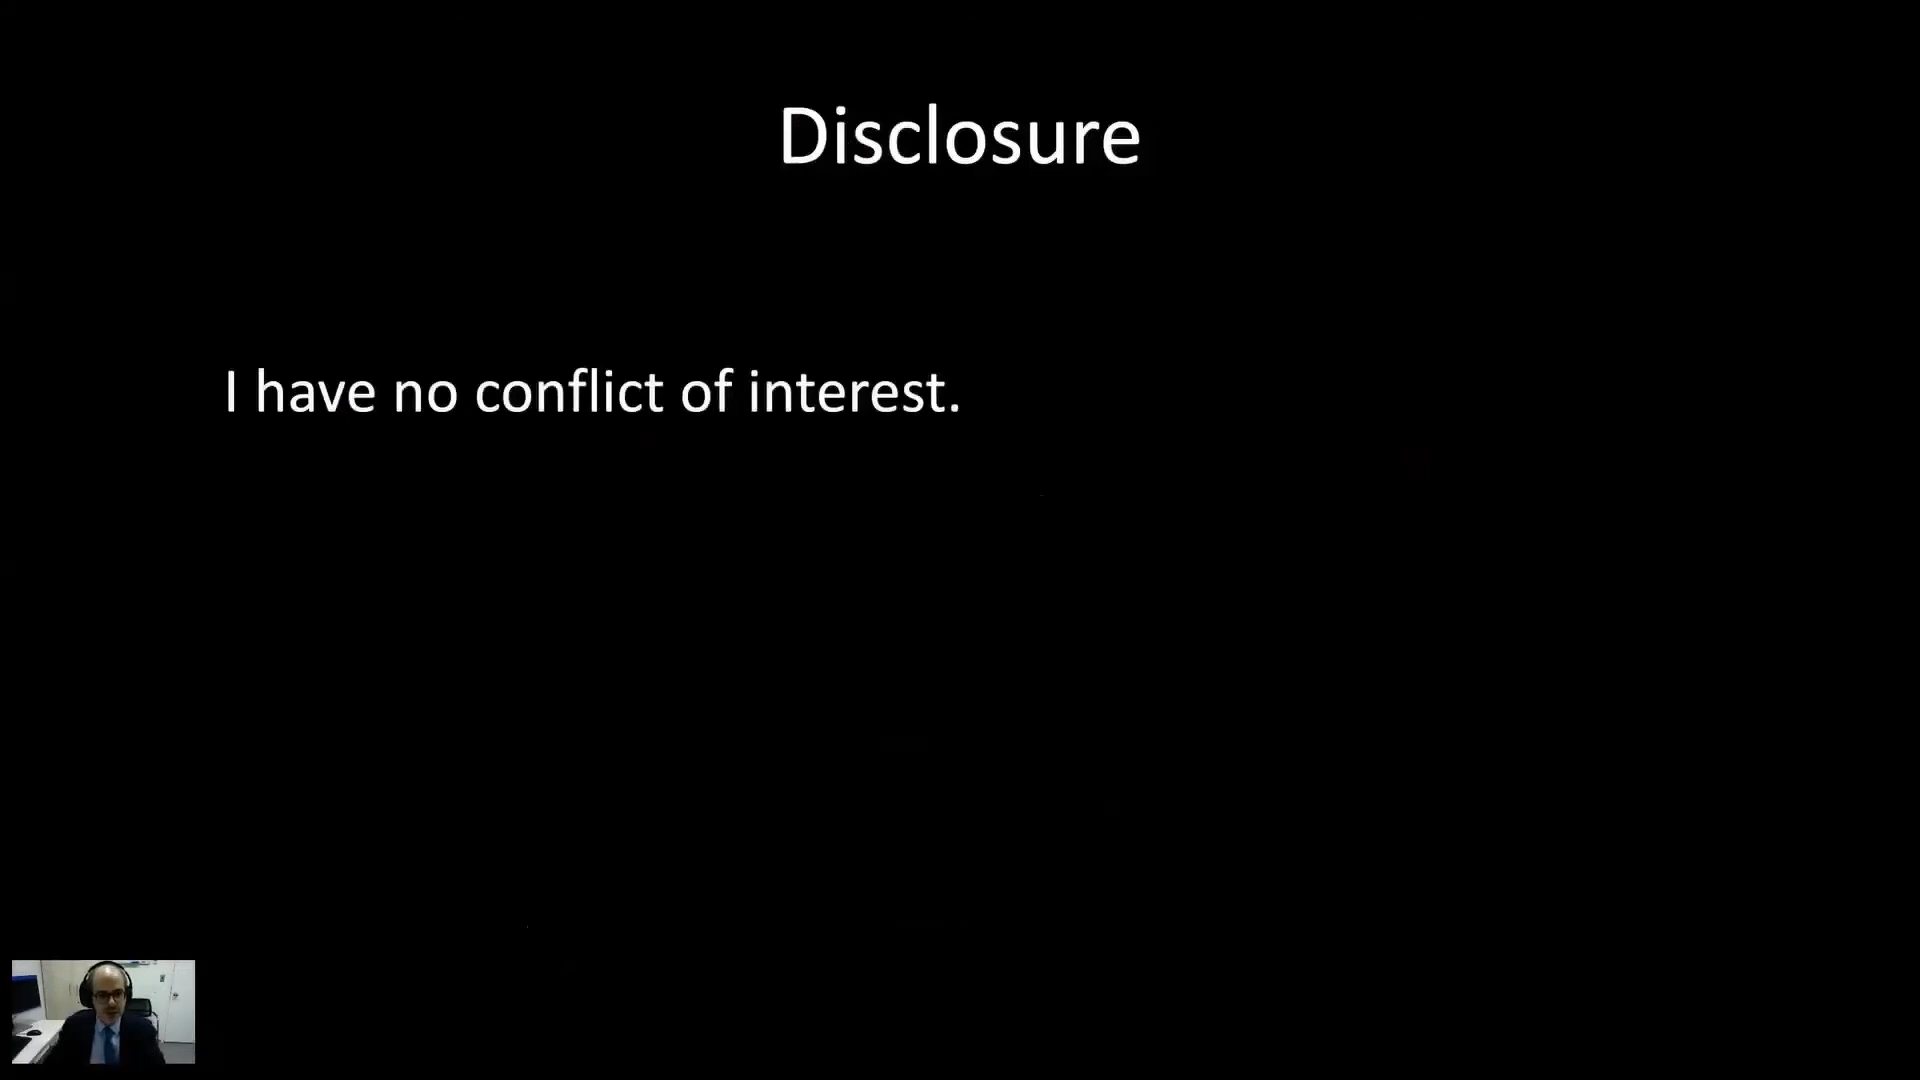 Disclosure
I have no conflict of interest.